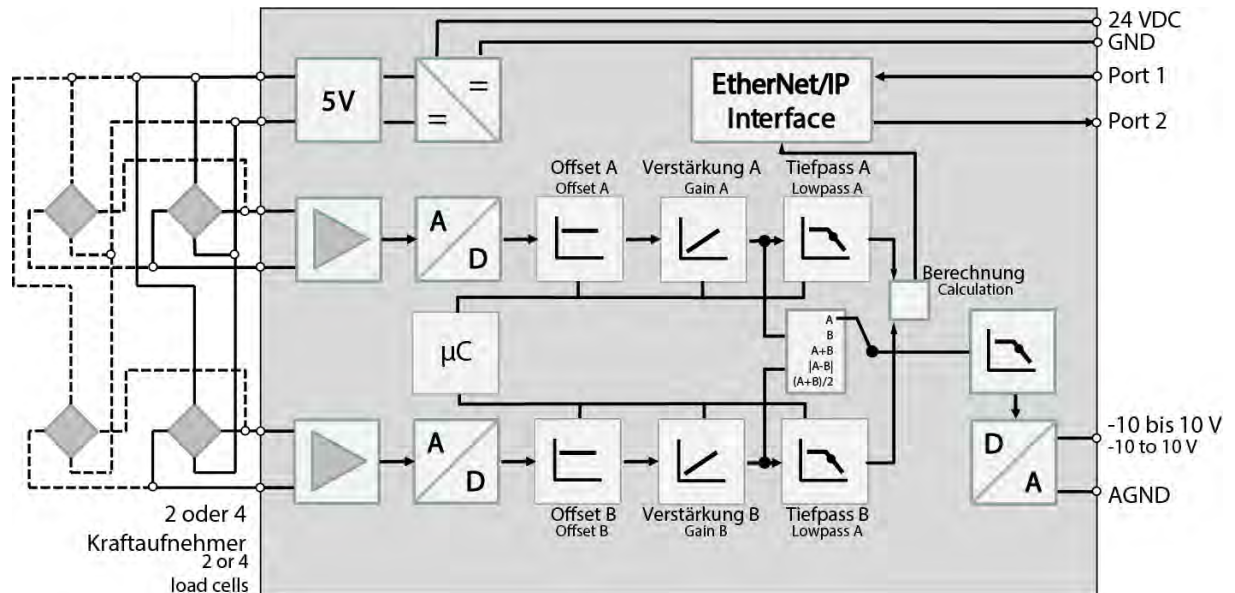 24 VDC
GND
Port 1
Port 2
5V
=
=
EtherNet/IP
Interface
Offset A
Offset A
Verstärkung A
Gain A
Tiefpass A
Lowpass A
A
D
Berechnung
Calculation
µC
A
B
A+B
|A-B|
(A+B)/2
A
D
D
A
-10 bis 10 V
-10 to 10 V
AGND
Offset B
Offset B
Verstärkung B
Gain B
Tiefpass B
Lowpass A
2 oder 4
Kraftaufnehmer
2 or 4
load cells